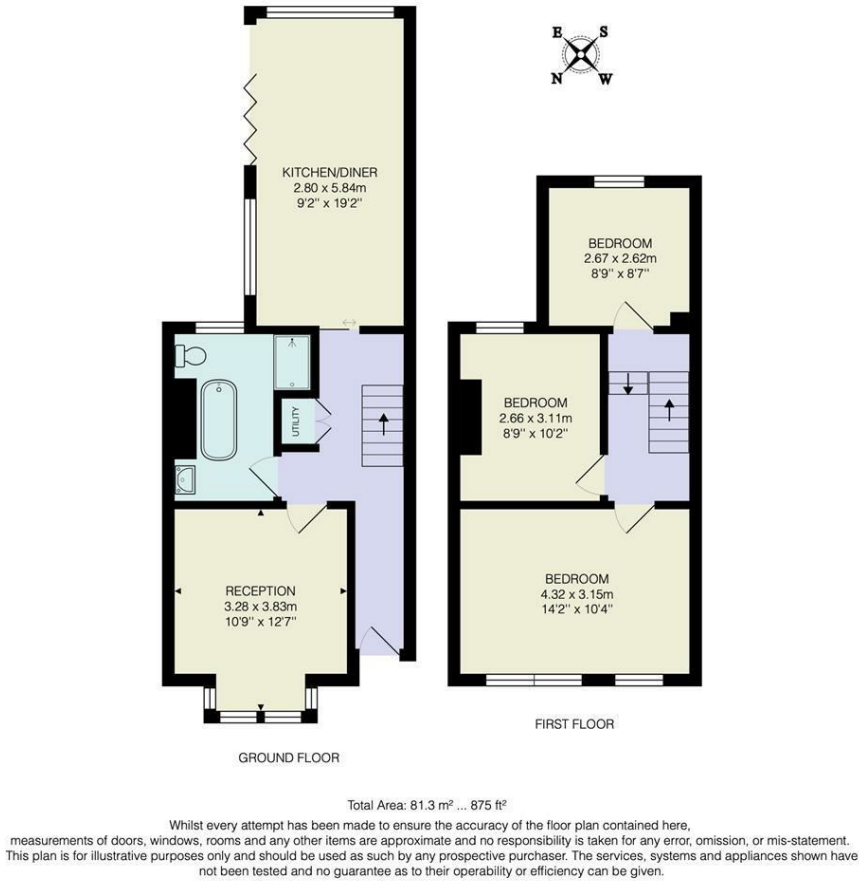 E S
N W
KITCHEN/DINER
2.80 x 5.84m
9'2" x 19'2"
BEDROOM
2.67 x 2.62m
8'9" x 8'7"
UTILITY
BEDROOM
2.66 x 3.11m
8'9" x 10'2"
RECEPTION
3.28 x 3.83m
10'9" x 12'7"
BEDROOM
4.32 x 3.15m
14'2" x 10'4"
GROUND FLOOR
FIRST FLOOR
Total Area: 81.3 m² ... 875 ft²
Whilst every attempt has been made to ensure the accuracy of the floor plan contained here,
measurements of doors, windows, rooms and any other items are approximate and no responsibility is taken for any error, omission, or mis-statement.
This plan is for illustrative purposes only and should be used as such by any prospective purchaser. The services, systems and appliances shown have
not been tested and no guarantee as to their operability or efficiency can be given.